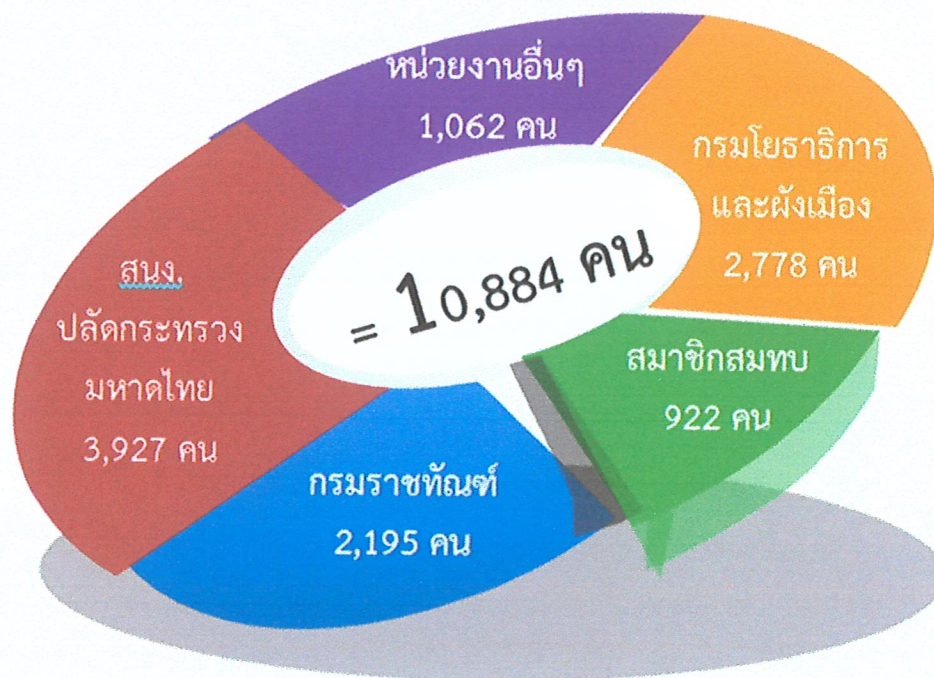 หน่วยงานอื่นๆ
1,062 คน
กรมโยธาธิการ
และผังเมือง
2,778 คน
สนง.
ปลัดกระทรวง
มหาดไทย
3,927 คน
= 10,884 คน
สมาชิกสมทบ
922 คน
กรมราชทัณฑ์
2,195 คน